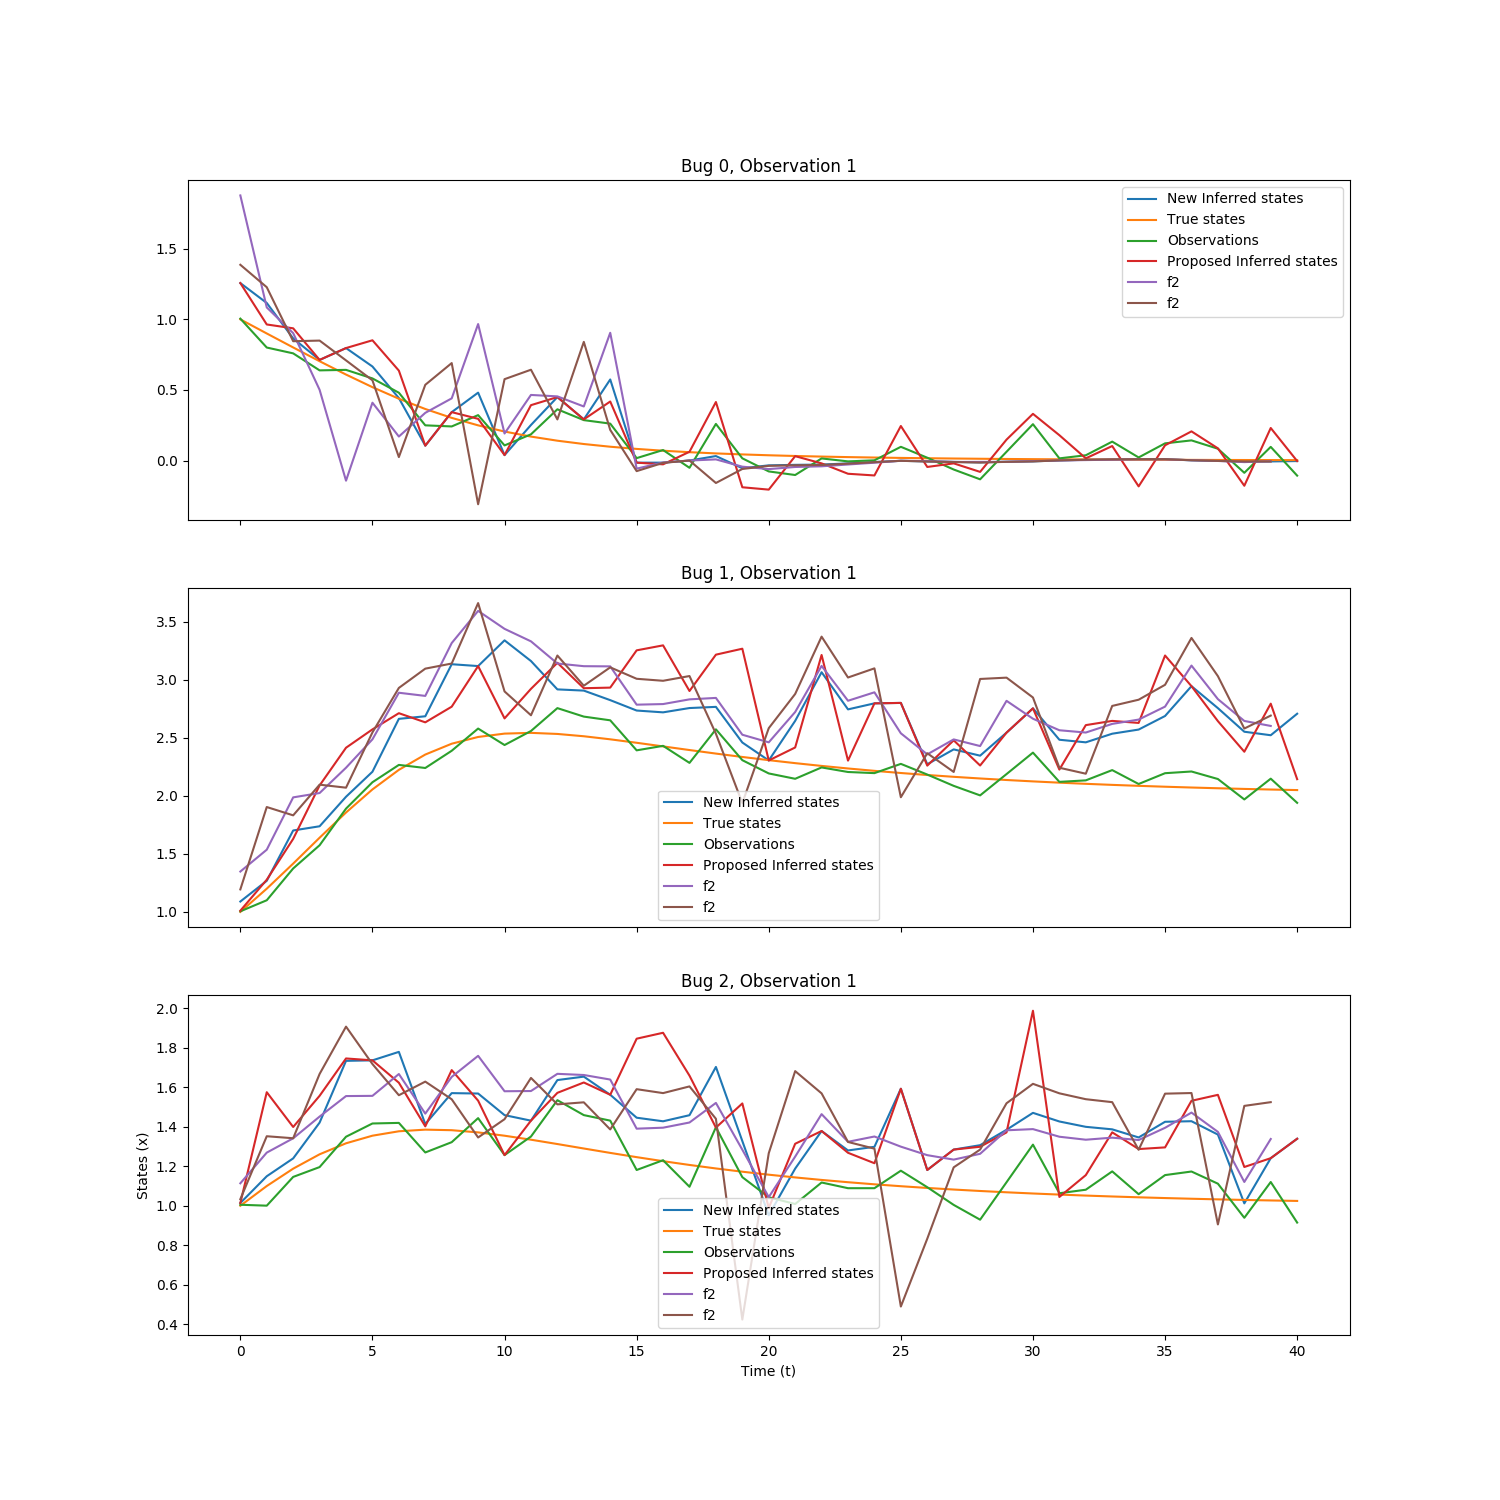 Bug 0, Observation 1
New Inferred states
True states
Observations
Proposed Inferred states
f2
f2
1.5
1.0
0.5
0.0
Bug 1, Observation 1
3.5
3.0
2.5
2.0
1.5
1.0
New Inferred states
True states
Observations
Proposed Inferred states
f2
f2
Bug 2, Observation 1
States (x)
2.0
1.8
1.6
1.4
1.2
1.0
0.8
0.6
0.4
New Inferred states
True states
Observations
Proposed Inferred states
f2
f2
0 5 10 15 20 25 30 35 40
Time (t)